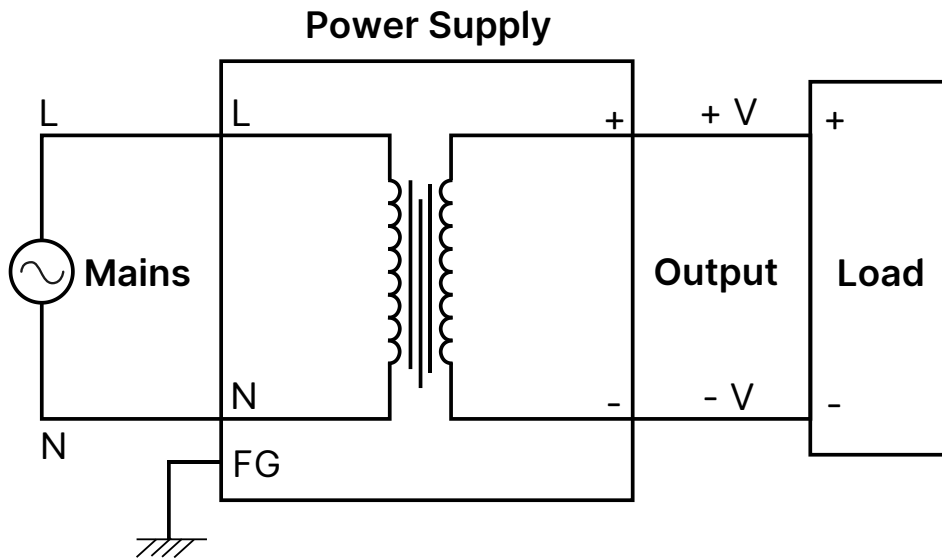 Power Supply
L
L
+
+ V
+
Mains
Output
Load
N
-
- V
-
N
FG